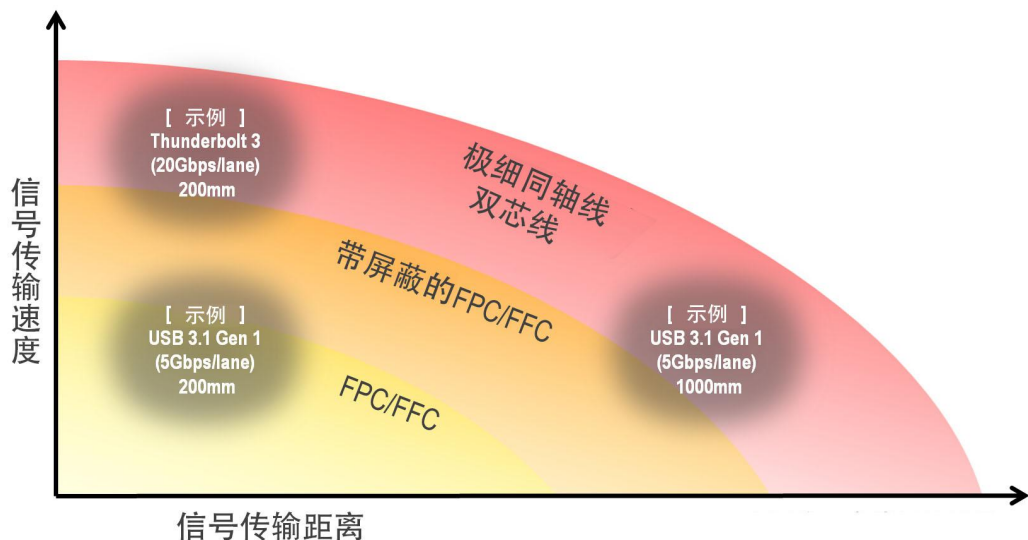 [ 示例 ]
Thunderbolt 3
(20Gbps/lane)
200mm
极细同轴线
双芯线
信号传输速度
带屏蔽的FPC/FFC
[ 示例 ]
USB 3.1 Gen 1
(5Gbps/lane)
200mm
[ 示例 ]
USB 3.1 Gen 1
(5Gbps/lane)
1000mm
FPC/FFC
信号传输距离